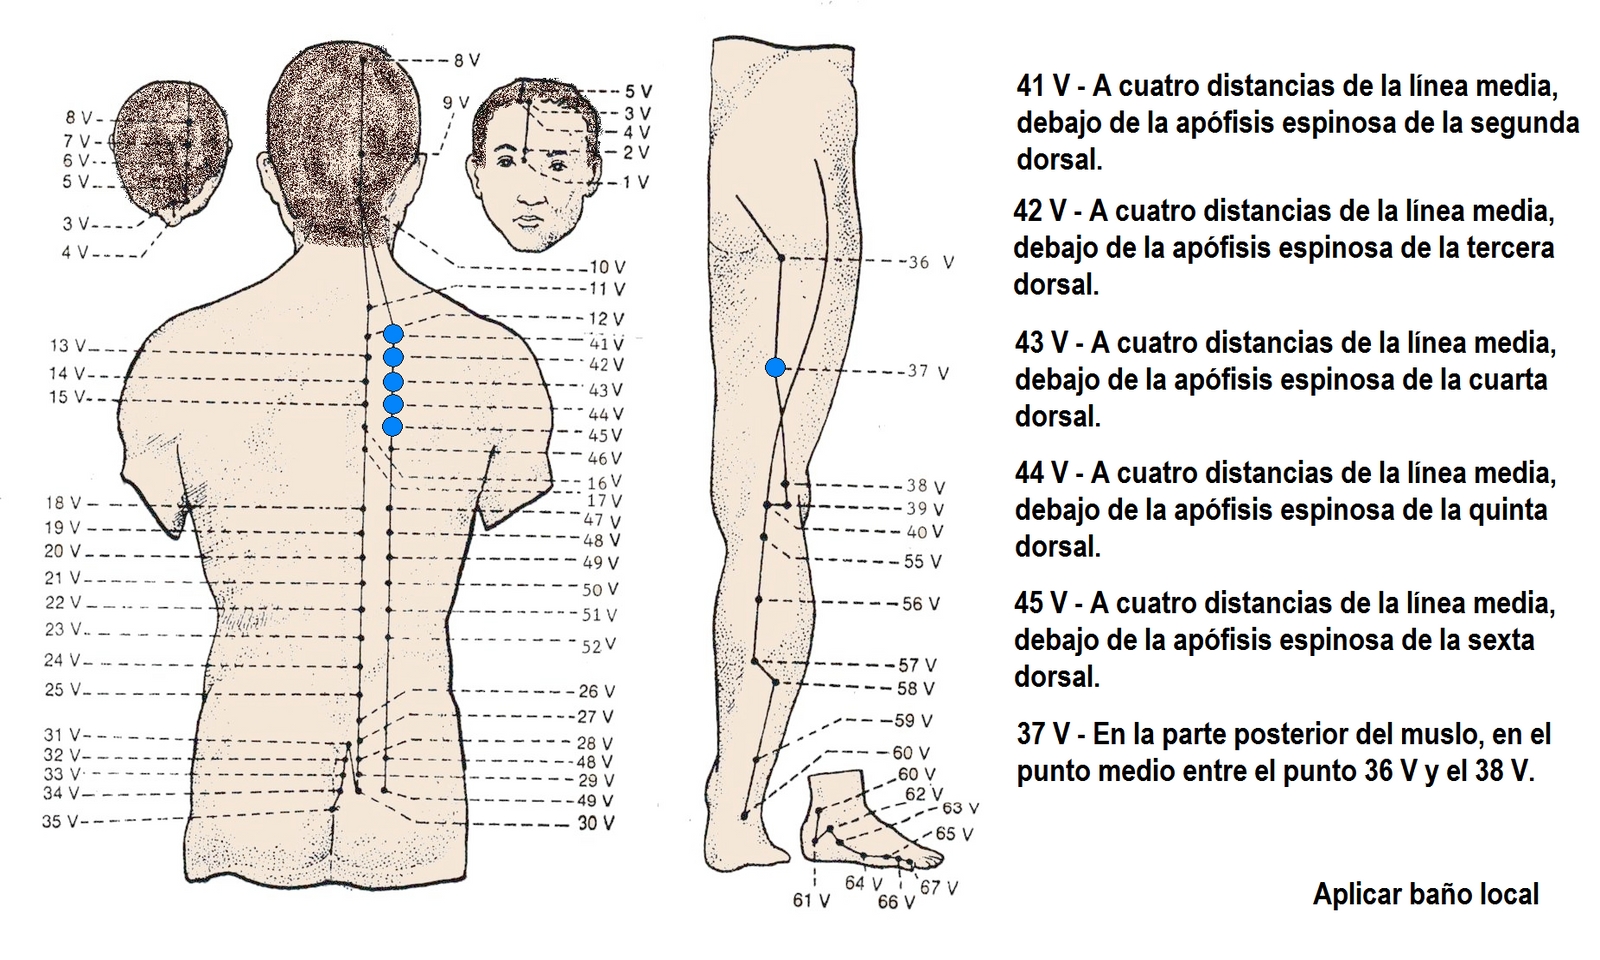 8 V
7 V
6 V
5 V
3 V
4 V
8 V
9 V
5 V
3 V
4 V
2 V
1 V
10 V
11 V
12 V
41 V
42 V
43 V
44 V
45 V
46 V
16 V
17 V
47 V
48 V
49 V
50 V
51 V
52 V
26 V
27 V
28 V
48 V
29 V
49 V
30 V
13 V
14 V
15 V
18 V
19 V
20 V
21 V
22 V
23 V
24 V
25 V
31 V
32 V
33 V
34 V
35 V
36 V
37 V
38 V
39 V
40 V
55 V
56 V
57 V
58 V
59 V
60 V
60 V
62 V
63 V
65 V
67 V
64 V
66 V
61 V
41 V - A cuatro distancias de la línea media,
debajo de la apófisis espinosa de la segunda
dorsal.
42 V - A cuatro distancias de la línea media,
debajo de la apófisis espinosa de la tercera
dorsal.
43 V - A cuatro distancias de la línea media,
debajo de la apófisis espinosa de la cuarta
dorsal.
44 V - A cuatro distancias de la línea media,
debajo de la apófisis espinosa de la quinta
dorsal.
45 V - A cuatro distancias de la línea media,
debajo de la apófisis espinosa de la sexta
dorsal.
37 V - En la parte posterior del muslo, en el
punto medio entre el punto 36 V y el 38 V.
Aplicar baño local